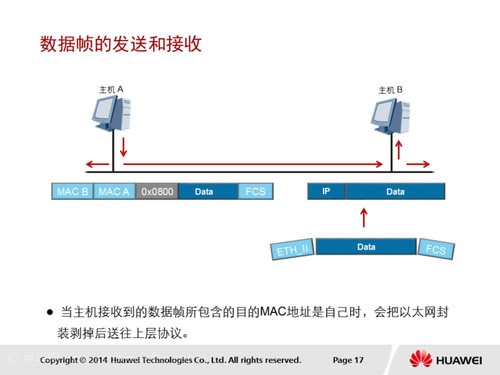 数据帧的发送和接收
主机 A
主机 B
MAC B MAC A 0x0800 Data FCS
IP Data
ETH_II Data FCS
● 当主机接收到的数据帧所包含的目的MAC地址是自己时，会把以太网封
装剥掉后送往上层协议。
Copyright © 2014 Huawei Technologies Co., Ltd. All rights reserved.
Page 17
HUAWEI